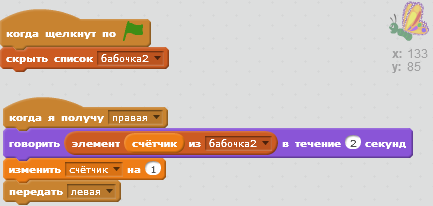 когда щелкнут по
скрыть список бабочка2
x: 133
y: 85
когда я получу правая
говорить элемент счётчик из бабочка2 в течение 2 секунд
изменить счётчик на 1
передать левая